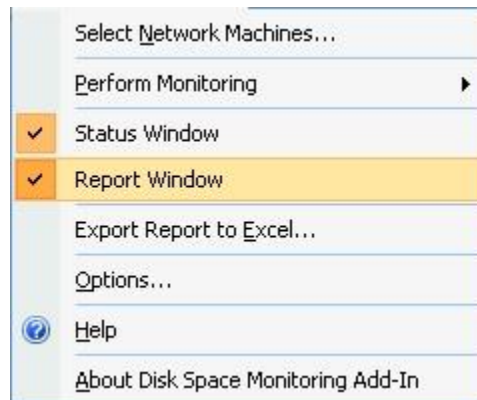 Select Network Machines...
Perform Monitoring
Status Window
Report Window
Export Report to Excel...
Options...
Help
About Disk Space Monitoring Add-In